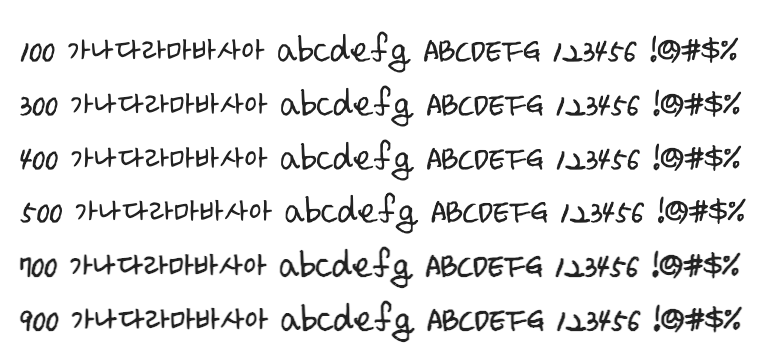 100 가나다라마바사아 abcdefg ABCDEFG 123456 !@#$%
300 가나다라마바사아 abcdefg ABCDEFG 123456 !@#$%
400 가나다라마바사아 abcdefg ABCDEFG 123456 !@#$%
500 가나다라마바사아 abcdefg ABCDEFG 123456 !@#$%
700 가나다라마바사아 abcdefg ABCDEFG 123456 !@#$%
900 가나다라마바사아 abcdefg ABCDEFG 123456 !@#$%